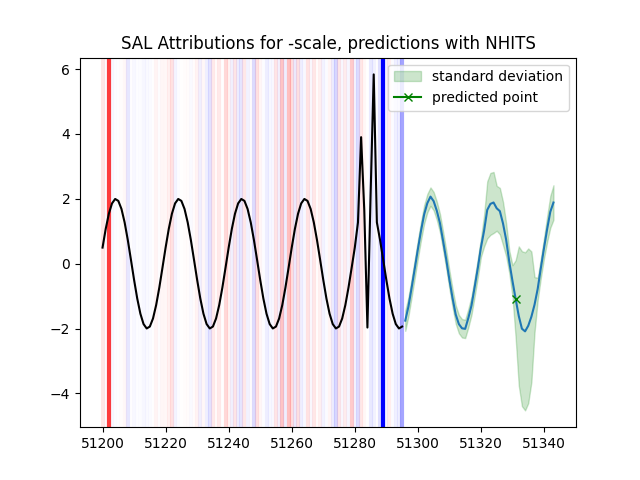 SAL Attributions for -scale, predictions with NHITS
standard deviation
predicted point
6
4
2
0
−2
−4
51200 51220 51240 51260 51280 51300 51320 51340